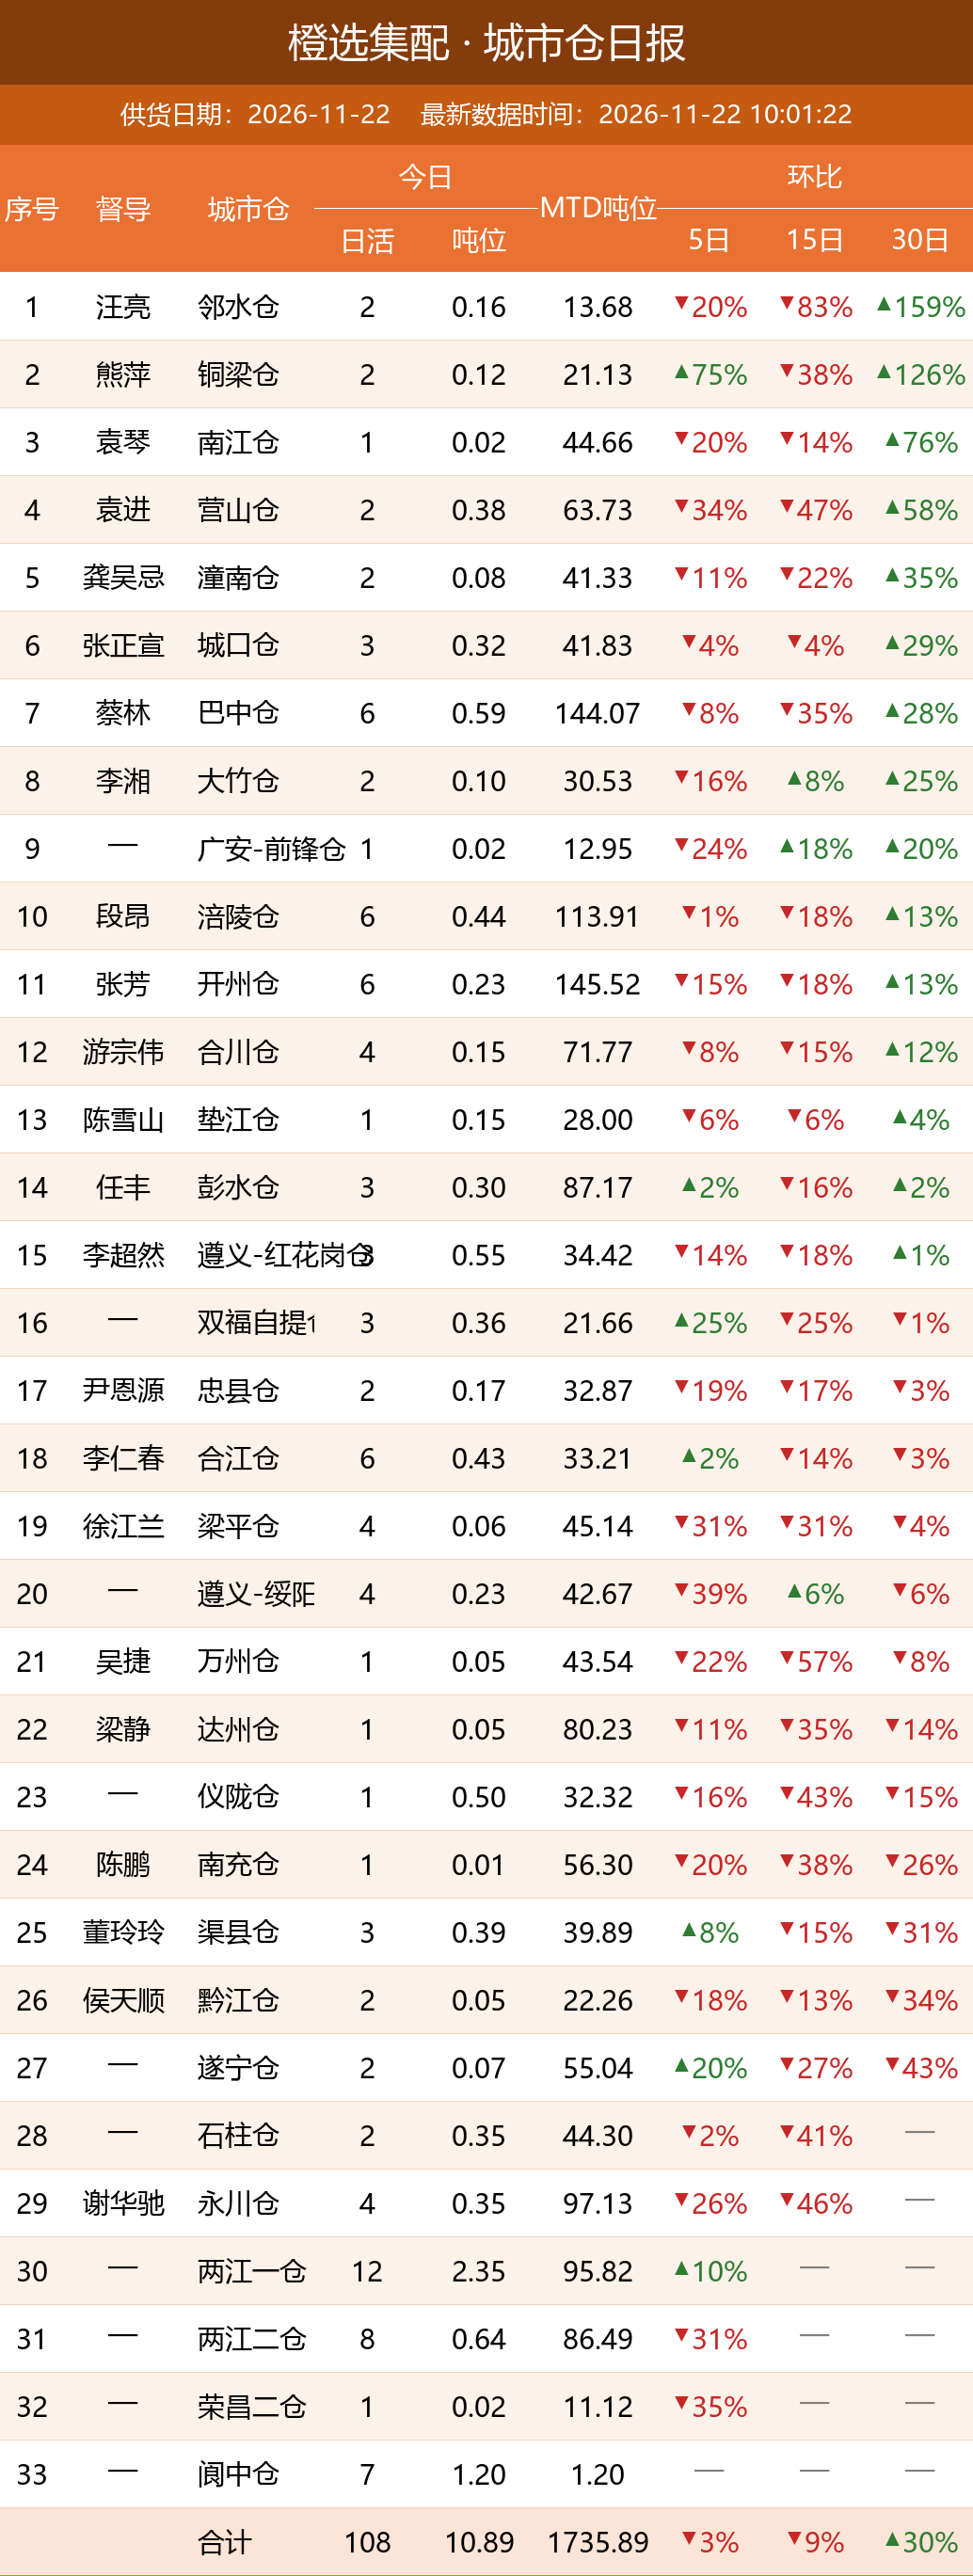 橙选集配 · 城市仓日报
供货日期：2026-11-22 最新数据时间：2026-11-22 10:01:22
序号 督导 城市仓 今日 MTD吨位 环比
日活 吨位 5日 15日 30日
1 汪亮 邻水仓 2 0.16 13.68 ▼20% ▼83% ▲159%
2 熊萍 铜梁仓 2 0.12 21.13 ▲75% ▼38% ▲126%
3 袁琴 南江仓 1 0.02 44.66 ▼20% ▼14% ▲76%
4 袁进 营山仓 2 0.38 63.73 ▼34% ▼47% ▲58%
5 龚吴忌 潼南仓 2 0.08 41.33 ▼11% ▼22% ▲35%
6 张正宣 城口仓 3 0.32 41.83 ▼4% ▼4% ▲29%
7 蔡林 巴中仓 6 0.59 144.07 ▼8% ▼35% ▲28%
8 李湘 大竹仓 2 0.10 30.53 ▼16% ▲8% ▲25%
9 — 广安-前锋仓 1 0.02 12.95 ▼24% ▲18% ▲20%
10 段昂 涪陵仓 6 0.44 113.91 ▼1% ▼18% ▲13%
11 张芳 开州仓 6 0.23 145.52 ▼15% ▼18% ▲13%
12 游宗伟 合川仓 4 0.15 71.77 ▼8% ▼15% ▲12%
13 陈雪山 垫江仓 1 0.15 28.00 ▼6% ▼6% ▲4%
14 任丰 彭水仓 3 0.30 87.17 ▲2% ▼16% ▲2%
15 李超然 遵义-红花岗仓 3 0.55 34.42 ▼14% ▼18% ▲1%
16 — 双福自提 3 0.36 21.66 ▲25% ▼25% ▼1%
17 尹恩源 忠县仓 2 0.17 32.87 ▼19% ▼17% ▼3%
18 李仁春 合江仓 6 0.43 33.21 ▲2% ▼14% ▼3%
19 徐江兰 梁平仓 4 0.06 45.14 ▼31% ▼31% ▼4%
20 — 遵义-绥阳 4 0.23 42.67 ▼39% ▲6% ▼6%
21 吴捷 万州仓 1 0.05 43.54 ▼22% ▼57% ▼8%
22 梁静 达州仓 1 0.05 80.23 ▼11% ▼35% ▼14%
23 — 仪陇仓 1 0.50 32.32 ▼16% ▼43% ▼15%
24 陈鹏 南充仓 1 0.01 56.30 ▼20% ▼38% ▼26%
25 董玲玲 渠县仓 3 0.39 39.89 ▲8% ▼15% ▼31%
26 侯天顺 黔江仓 2 0.05 22.26 ▼18% ▼13% ▼34%
27 — 遂宁仓 2 0.07 55.04 ▲20% ▼27% ▼43%
28 — 石柱仓 2 0.35 44.30 ▼2% ▼41% —
29 谢华驰 永川仓 4 0.35 97.13 ▼26% ▼46% —
30 — 两江一仓 12 2.35 95.82 ▲10% — —
31 — 两江二仓 8 0.64 86.49 ▼31% — —
32 — 荣昌二仓 1 0.02 11.12 ▼35% — —
33 — 阆中仓 7 1.20 1.20 — — —
合计 108 10.89 1735.89 ▼3% ▼9% ▲30%